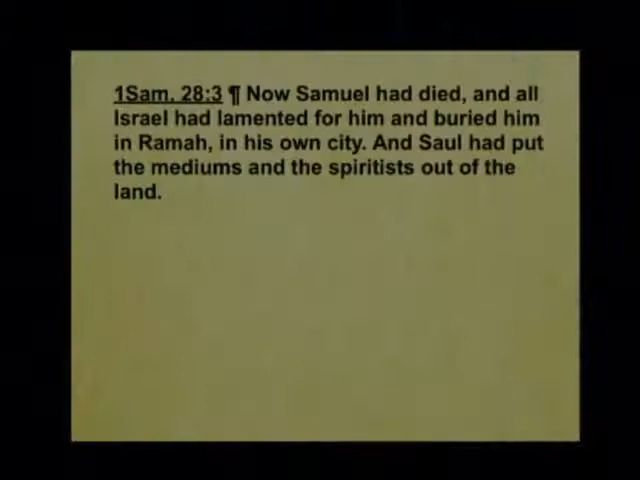 1Sam. 28:3 ¶ Now Samuel had died, and all
Israel had lamented for him and buried him
in Ramah, in his own city. And Saul had put
the mediums and the spiritists out of the
land.